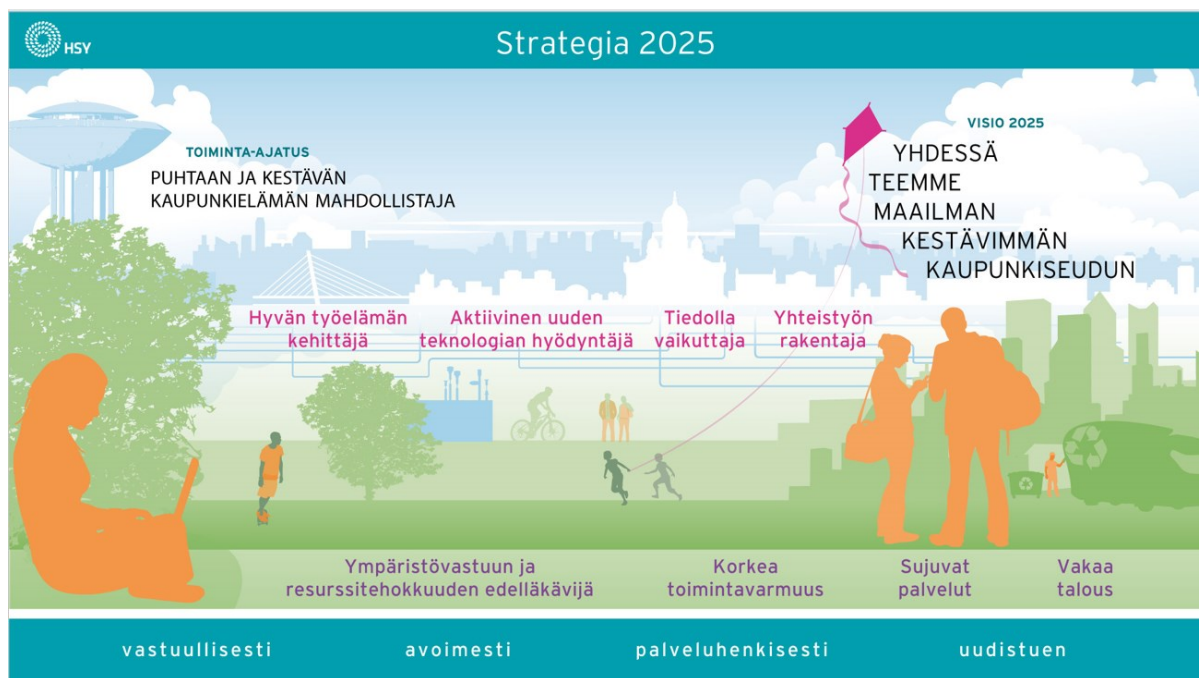 HSY
Strategia 2025
TOIMINTA-AJATUS
PUHTAAN JA KESTÄVÄN
KAUPUNKIELÄMÄN MAHDOLLISTAJA
VISIO 2025
YHDESSÄ
TEEMME
MAAILMAN
KESTÄVIMMÄN
KAUPUNKISEUDUN
Hyvän työelämän
kehittäjä
Aktiivinen uuden
teknologian hyödyntäjä
Tiedolla
vaikuttaja
Yhteistyön
rakentaja
Ympäristövastuun ja
resurssitehokkuuden edelläkävijä
Korkea
toimintavarmuus
Sujuvat
palvelut
Vakaa
talous
vastuullisesti
avoimesti
palveluhenkisesti
uudistuen